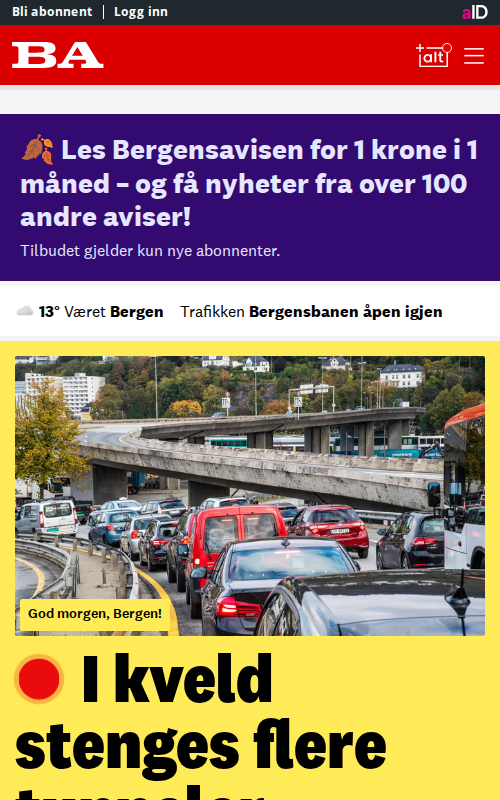 Bli abonnent | Logg inn
aID
BA
+alt
Les Bergensavisen for 1 krone i 1
måned – og få nyheter fra over 100
andre aviser!
Tilbudet gjelder kun nye abonnenter.
13° Været Bergen Trafikken Bergensbanen åpen igjen
God morgen, Bergen!
I kveld
stenges flere
tunneler